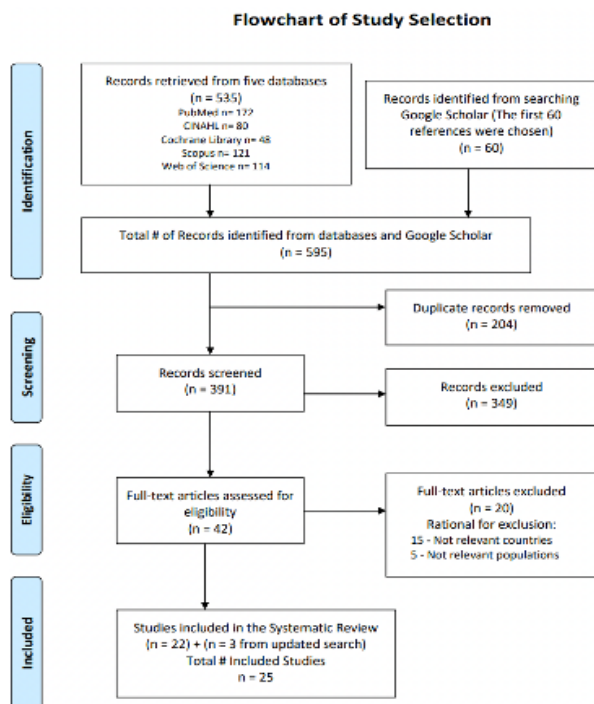 Flowchart of Study Selection
Identification
Records retrieved from five databases
(n = 535)
PubMed n= 172
CINAHL n= 80
Cochrane Library n= 48
Scopus n= 121
Web of Science n= 114
Records identified from searching
Google Scholar (The first 60
references were chosen)
(n = 60)
Total # of Records identified from databases and Google Scholar
(n = 595)
Duplicate records removed
(n = 204)
Screening
Records screened
(n = 391)
Records excluded
(n = 349)
Eligibility
Full-text articles assessed for
eligibility
(n = 42)
Full-text articles excluded
(n = 20)
Rational for exclusion:
15 - Not relevant countries
5 - Not relevant populations
Included
Studies included in the Systematic Review
(n = 22) + (n = 3 from updated search)
Total # Included Studies
n = 25